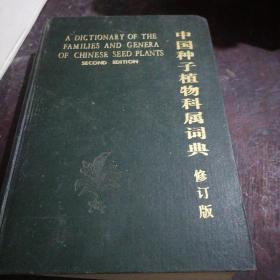 A DICTIONARY OF THE
FAMILIES AND GENERA
OF CHINESE SEED PLANTS
SECOND EDITION
中国种子植物科属词典
修订版